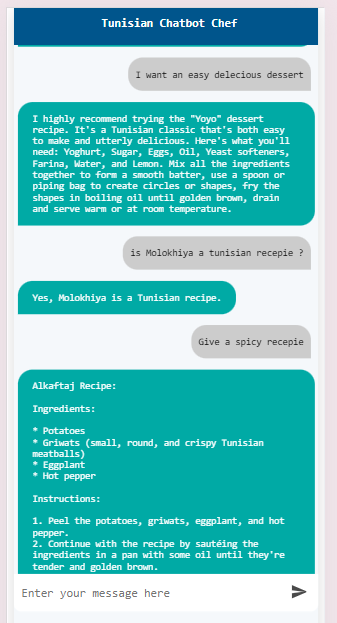 Tunisian Chatbot Chef
I want an easy delecious dessert
I highly recommend trying the "Yoyo" dessert
recipe. It's a Tunisian classic that's both easy
to make and utterly delicious. Here's what you'll
need: Yoghurt, Sugar, Eggs, Oil, Yeast softeners,
Farina, Water, and Lemon. Mix all the ingredients
together to form a smooth batter, use a spoon or
piping bag to create circles or shapes, fry the
shapes in boiling oil until golden brown, drain
and serve warm or at room temperature.
is Molokhiya a tunisian recepie ?
Yes, Molokhiya is a Tunisian recipe.
Give a spicy recepie
Alkaftaj Recipe:
Ingredients:
* Potatoes
* Griwats (small, round, and crispy Tunisian
meatballs)
* Eggplant
* Hot pepper
Instructions:
1. Peel the potatoes, griwats, eggplant, and hot
pepper.
2. Continue with the recipe by sautéing the
ingredients in a pan with some oil until they're
tender and golden brown.
Enter your message here